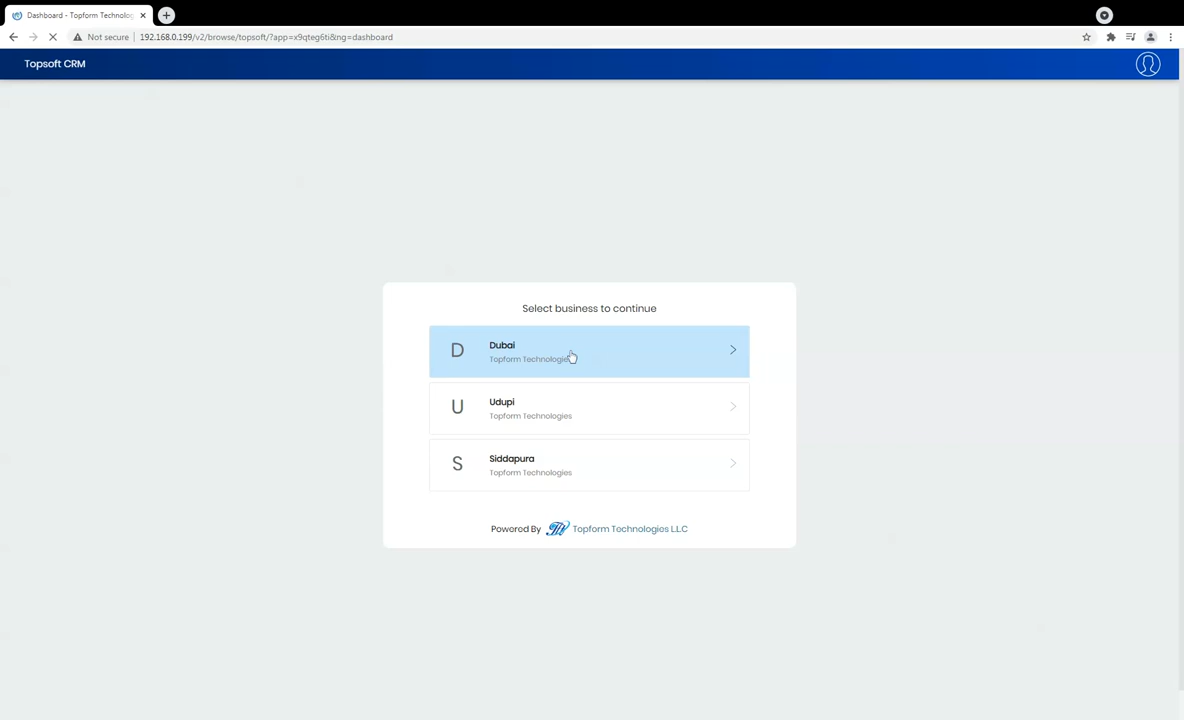 Dashboard - Topform Technolog
Not secure
192.168.0.199/v2/browse/topsoft/?app=x9qteg6ti&ng=dashboard
Topsoft CRM
Select business to continue
D
Dubai
Topform Technologies
U
Udupi
Topform Technologies
S
Siddapura
Topform Technologies
Powered By
Topform Technologies LLC